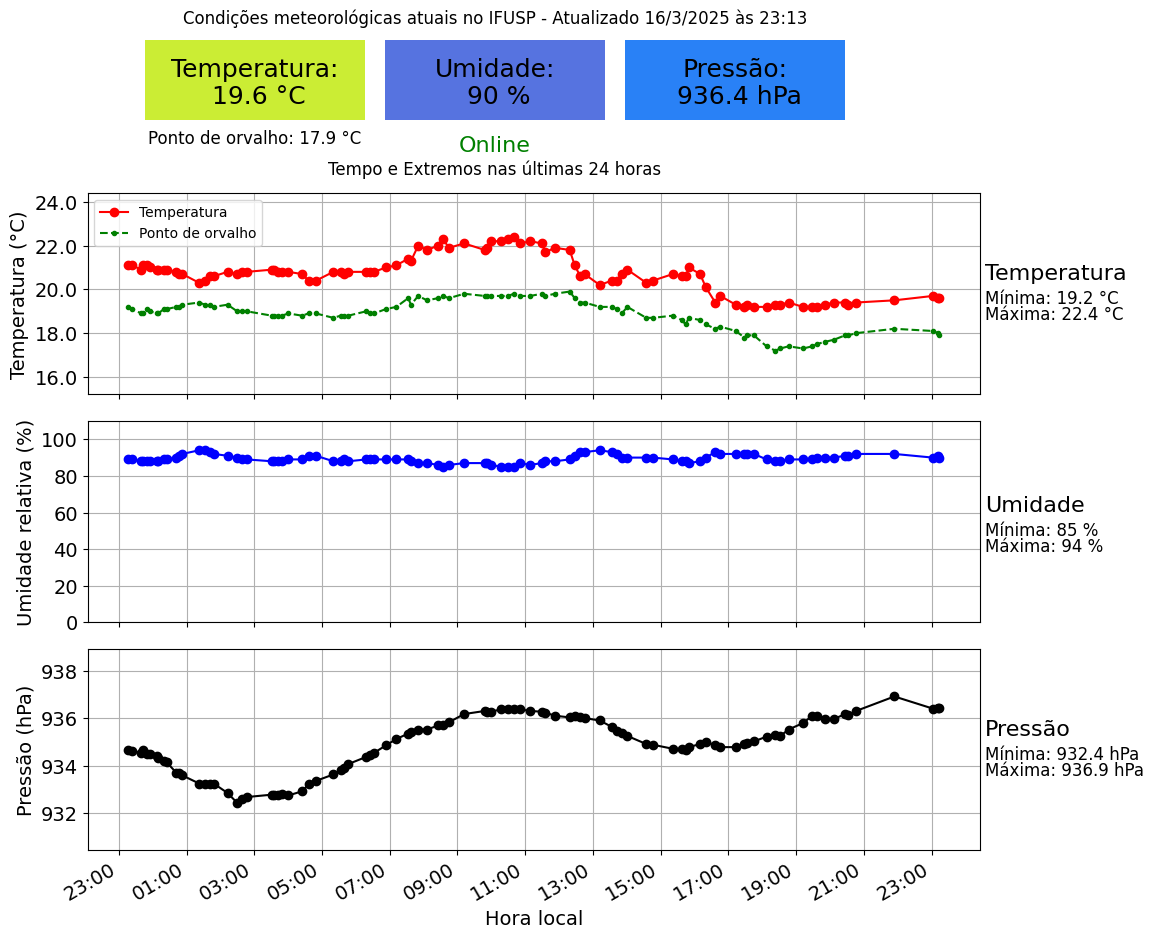 Condições meteorológicas atuais no IFUSP - Atualizado 16/3/2025 às 23:13
Temperatura:
19.6 °C
Umidade:
90 %
Pressão:
936.4 hPa
Ponto de orvalho: 17.9 °C
Online
Tempo e Extremos nas últimas 24 horas
Temperatura (°C)
24.0
22.0
20.0
18.0
16.0
Temperatura
Ponto de orvalho
Temperatura
Mínima: 19.2 °C
Máxima: 22.4 °C
Umidade relativa (%)
100
80
60
40
20
0
Umidade
Mínima: 85 %
Máxima: 94 %
Pressão (hPa)
938
936
934
932
Pressão
Mínima: 932.4 hPa
Máxima: 936.9 hPa
23:00 01:00 03:00 05:00 07:00 09:00 11:00 13:00 15:00 17:00 19:00 21:00 23:00
Hora local